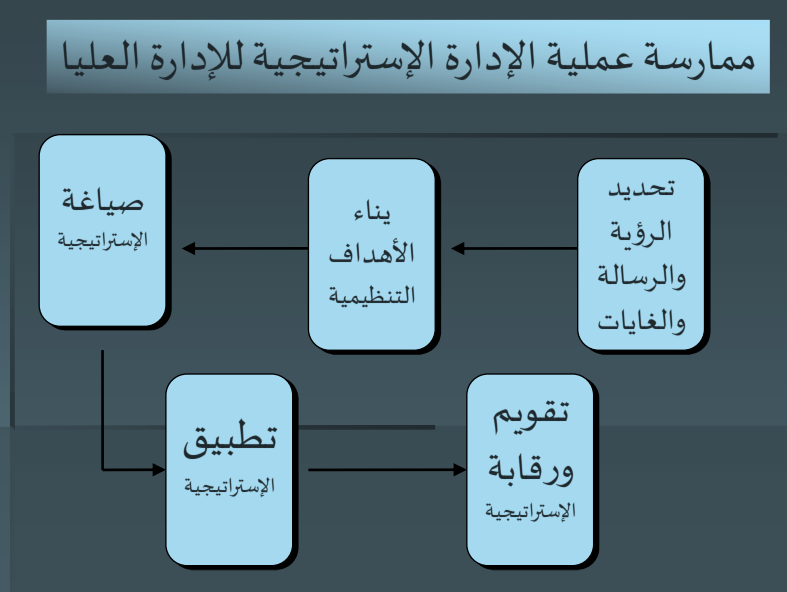 ممارسة عملية الإدارة الإستراتيجية للإدارة العليا
تحديد
الرؤية
والرسالة
والغايات
يناء
الأهداف
التنظيمية
صياغة
الإستراتيجية
تطبيق
الإستراتيجية
تقويم
ورقابة
الإستراتيجية